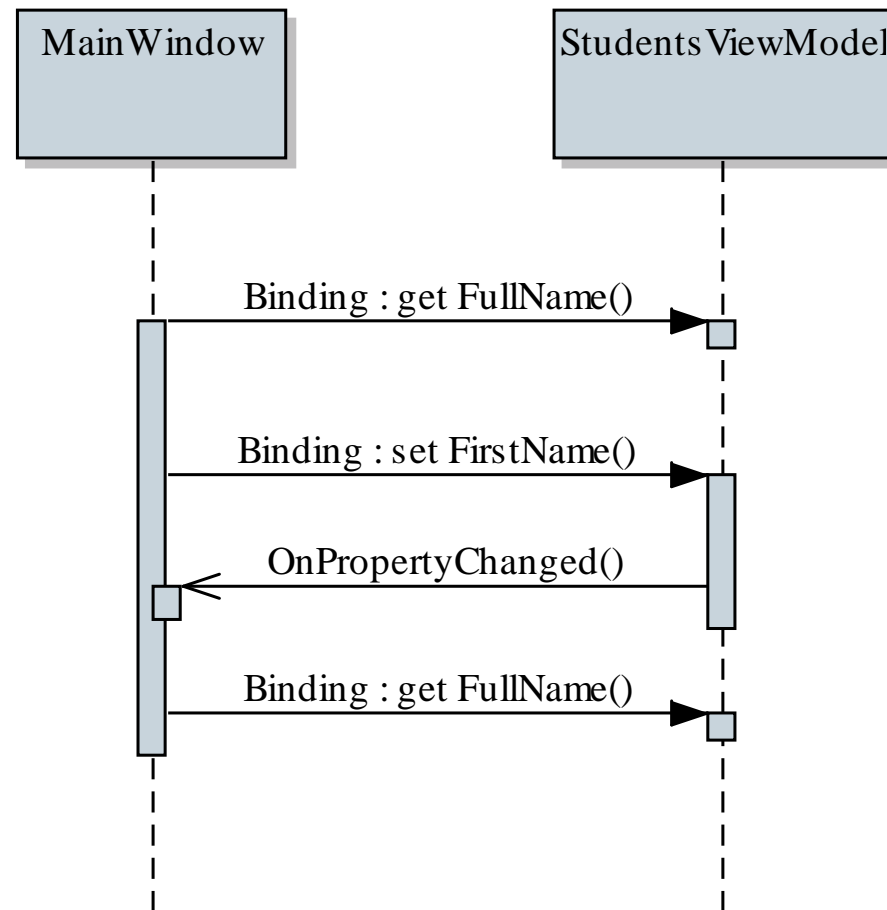 MainWindow
StudentsViewModel
Binding : get FullName()
Binding : set FirstName()
OnPropertyChanged()
Binding : get FullName()